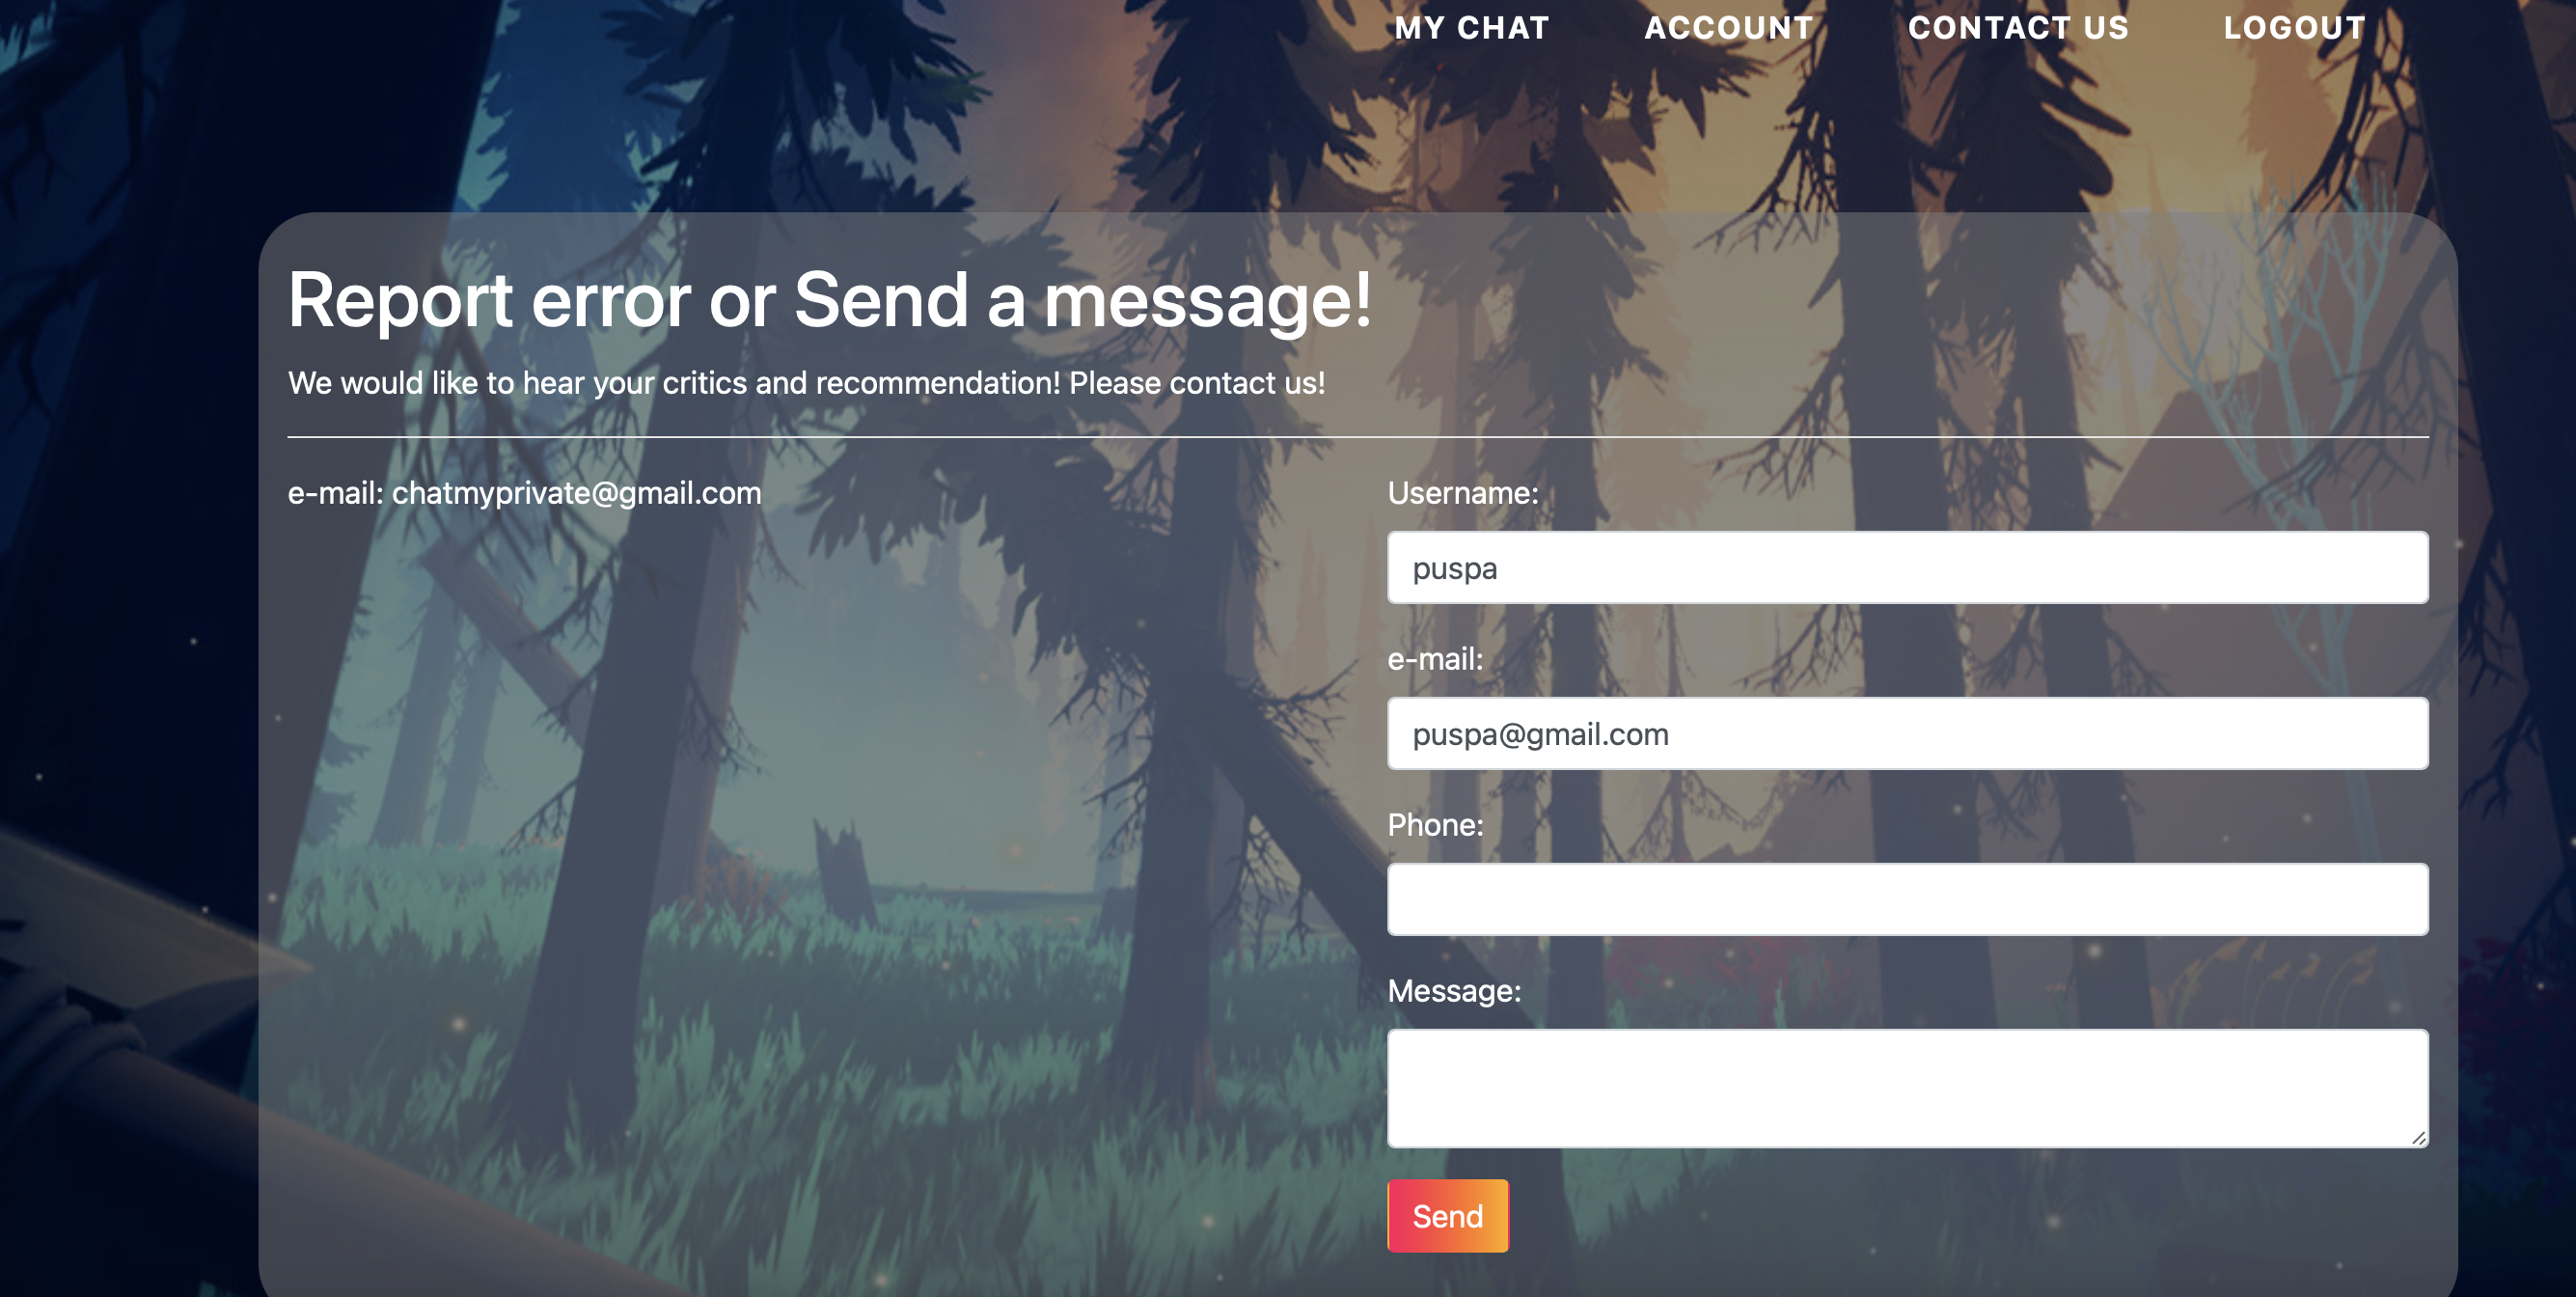 MY CHAT ACCOUNT CONTACT US LOGOUT
Report error or Send a message!
We would like to hear your critics and recommendation! Please contact us!
e-mail: chatmyprivate@gmail.com
Username:
puspa
e-mail:
puspa@gmail.com
Phone:
Message:
Send